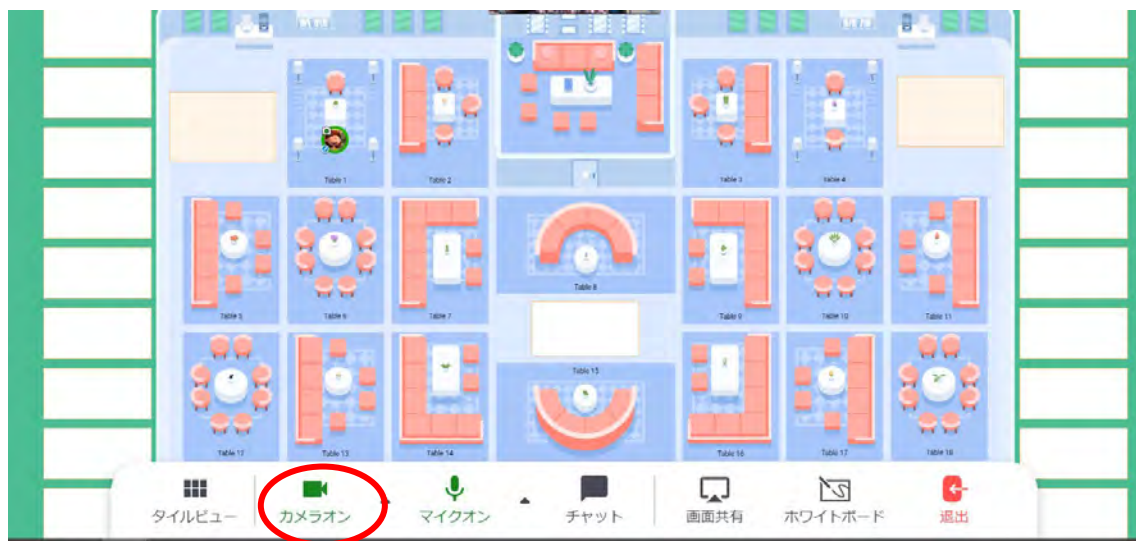 Table 1
Table 2
Table 3
Table 4
Table 5
Table 6
Table 7
Table 8
Table 9
Table 10
Table 11
Table 12
Table 13
Table 14
Table 15
Table 16
Table 17
Table 18
タイルビュー
カメラオン
マイクオン
チャット
画面共有
ホワイトボード
退出